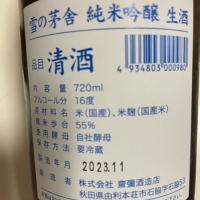 雪の茅舎 純米吟醸 生酒
品目 清酒
4934803000980
内容量 720ml
アルコール分 16度
原材料名 米(国産)、米麹(国産米)
精米歩合 55%
使用酵母 自社酵母
保存方法 要冷蔵
製造年月 2023.11
製造者 株式会社 齋彌酒造店
秋田県由利本荘市石脇字石脇53